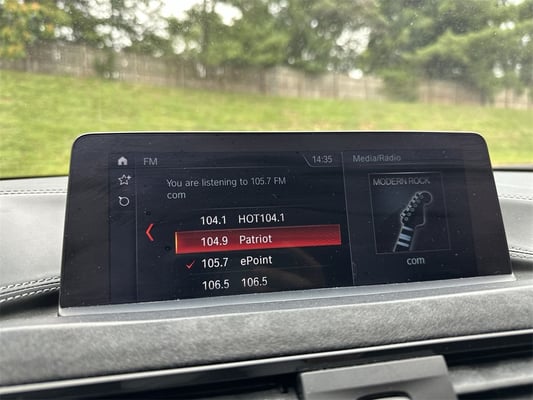 FM
14:35
Media/Radio
You are listening to 105.7 FM
com
104.1 HOT104.1
104.9 Patriot
105.7 ePoint
106.5 106.5
MODERN ROCK
com